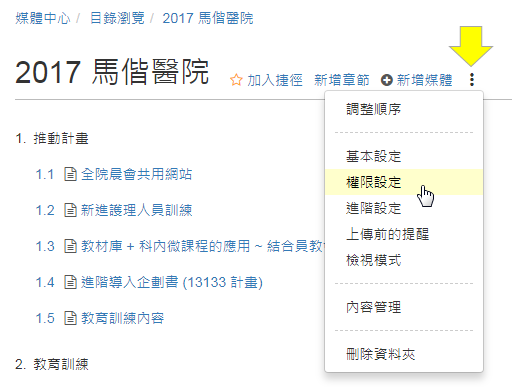 媒體中心 / 目錄瀏覽 / 2017 馬偕醫院
2017 馬偕醫院
加入捷徑 新增章節 新增媒體
調整順序
基本設定
權限設定
進階設定
上傳前的提醒
檢視模式
內容管理
刪除資料夾
1. 推動計畫
1.1 全院晨會共用網站
1.2 新進護理人員訓練
1.3 教材庫 + 科內微課程的應用 ~ 結合員教
1.4 進階導入企劃書 (13133 計畫)
1.5 教育訓練內容
2. 教育訓練